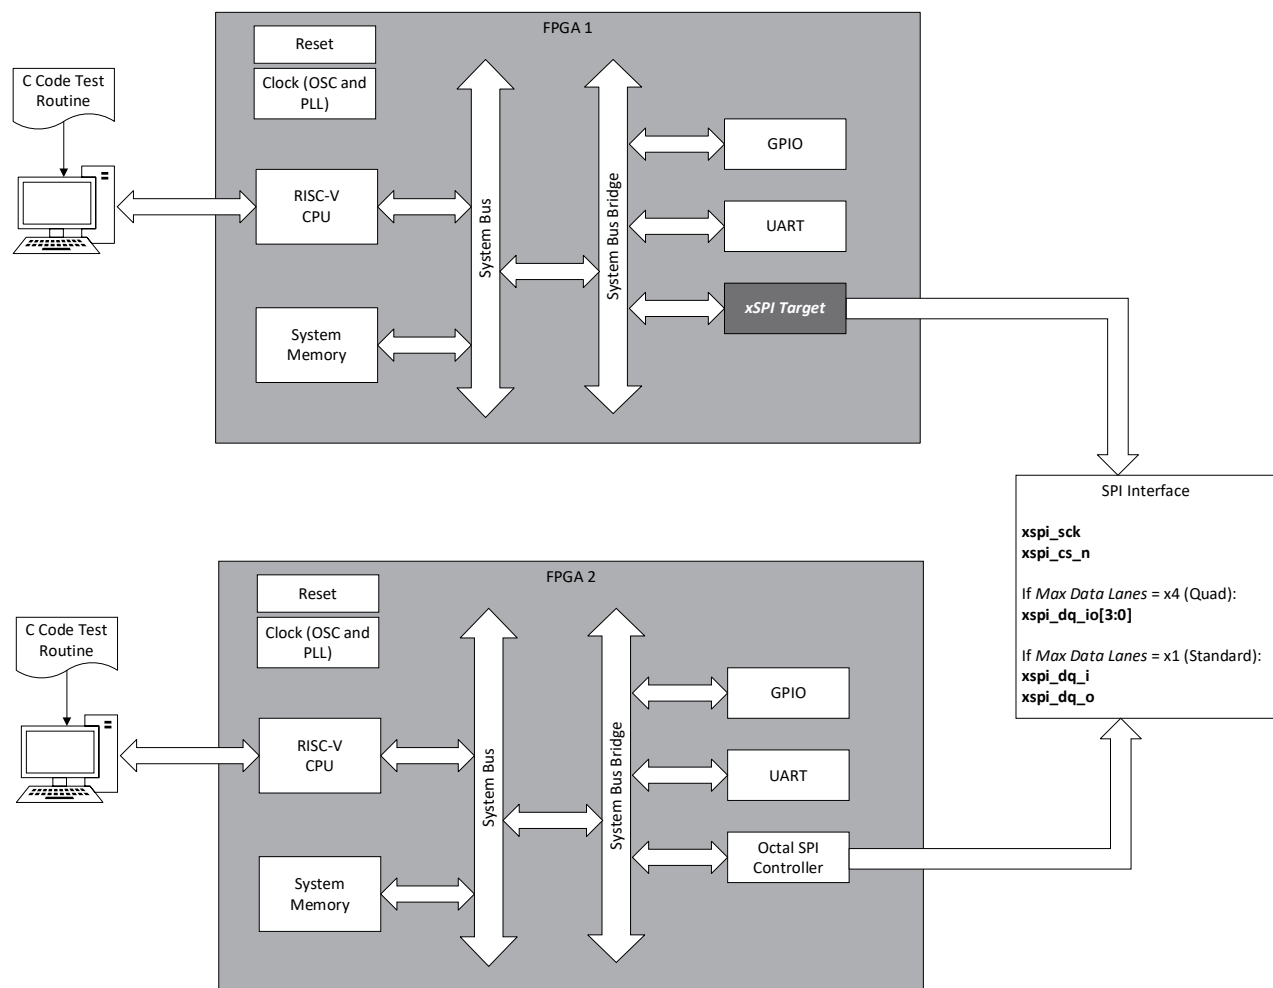 FPGA 1
Reset
Clock (OSC and
PLL)
C Code Test
Routine
RISC-V
CPU
System
Memory
System Bus
System Bus Bridge
GPIO
UART
xSPI Target
SPI Interface
xspi_sck
xspi_cs_n
If Max Data Lanes = x4 (Quad):
xspi_dq_io[3:0]
If Max Data Lanes = x1 (Standard):
xspi_dq_i
xspi_dq_o
FPGA 2
Reset
Clock (OSC and
PLL)
C Code Test
Routine
RISC-V
CPU
System
Memory
System Bus
System Bus Bridge
GPIO
UART
Octal SPI
Controller